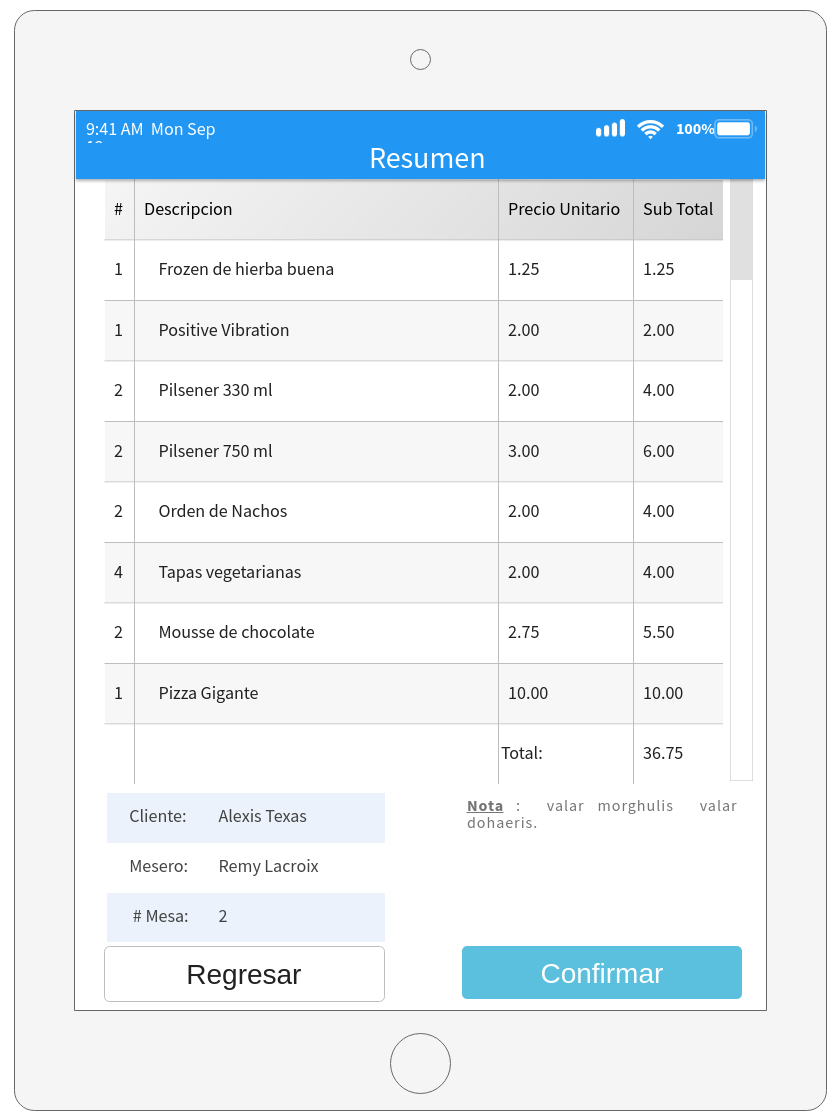 9:41 AM Mon Sep
100%
Resumen
# Descripcion Precio Unitario Sub Total
1 Frozen de hierba buena 1.25 1.25
1 Positive Vibration 2.00 2.00
2 Pilsener 330 ml 2.00 4.00
2 Pilsener 750 ml 3.00 6.00
2 Orden de Nachos 2.00 4.00
4 Tapas vegetarianas 2.00 4.00
2 Mousse de chocolate 2.75 5.50
1 Pizza Gigante 10.00 10.00
Total: 36.75
Cliente: Alexis Texas
Mesero: Remy Lacroix
# Mesa: 2
Nota : valar morghulis valar
dohaeris.
Regresar
Confirmar